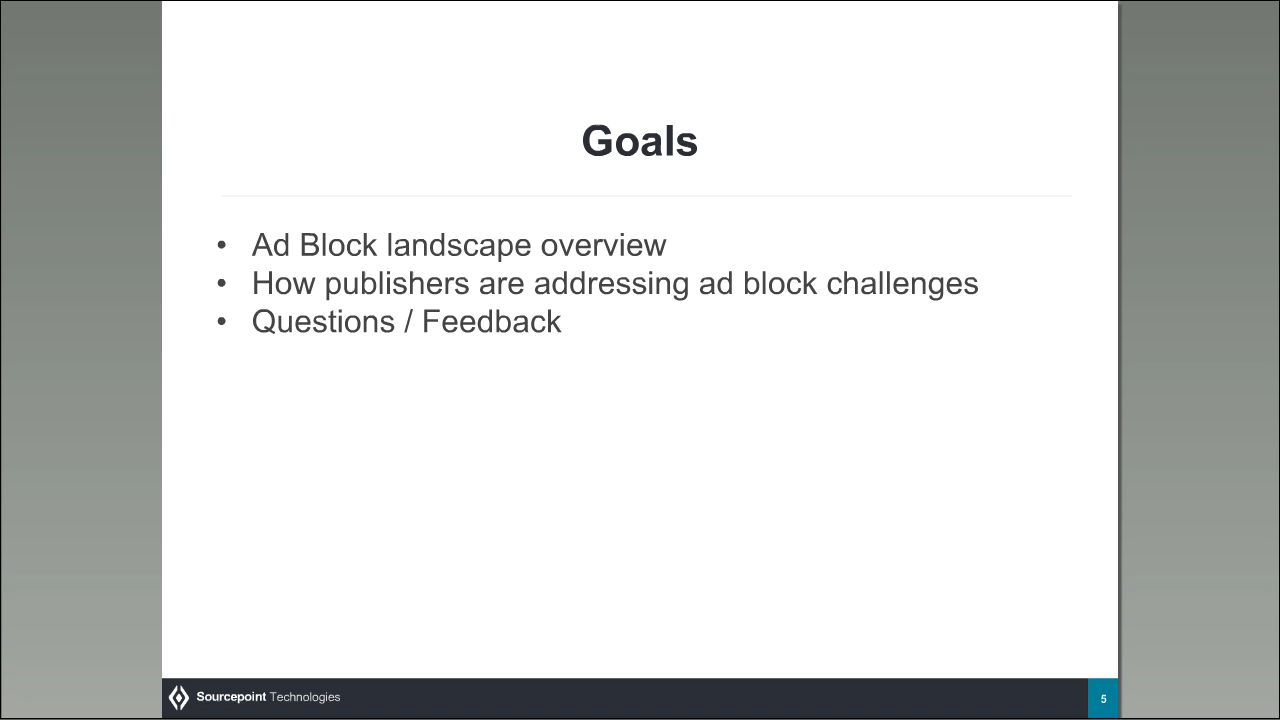 Goals
• Ad Block landscape overview
• How publishers are addressing ad block challenges
• Questions / Feedback
Sourcepoint Technologies
5